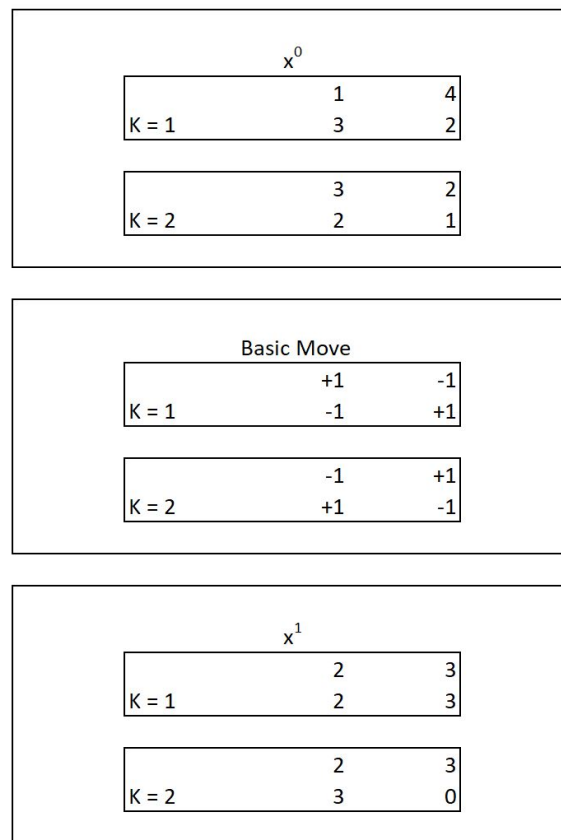 x⁰
1 4
K = 1 3 2
3 2
K = 2 2 1
Basic Move
+1 -1
K = 1 -1 +1
-1 +1
K = 2 +1 -1
x¹
2 3
K = 1 2 3
2 3
K = 2 3 0